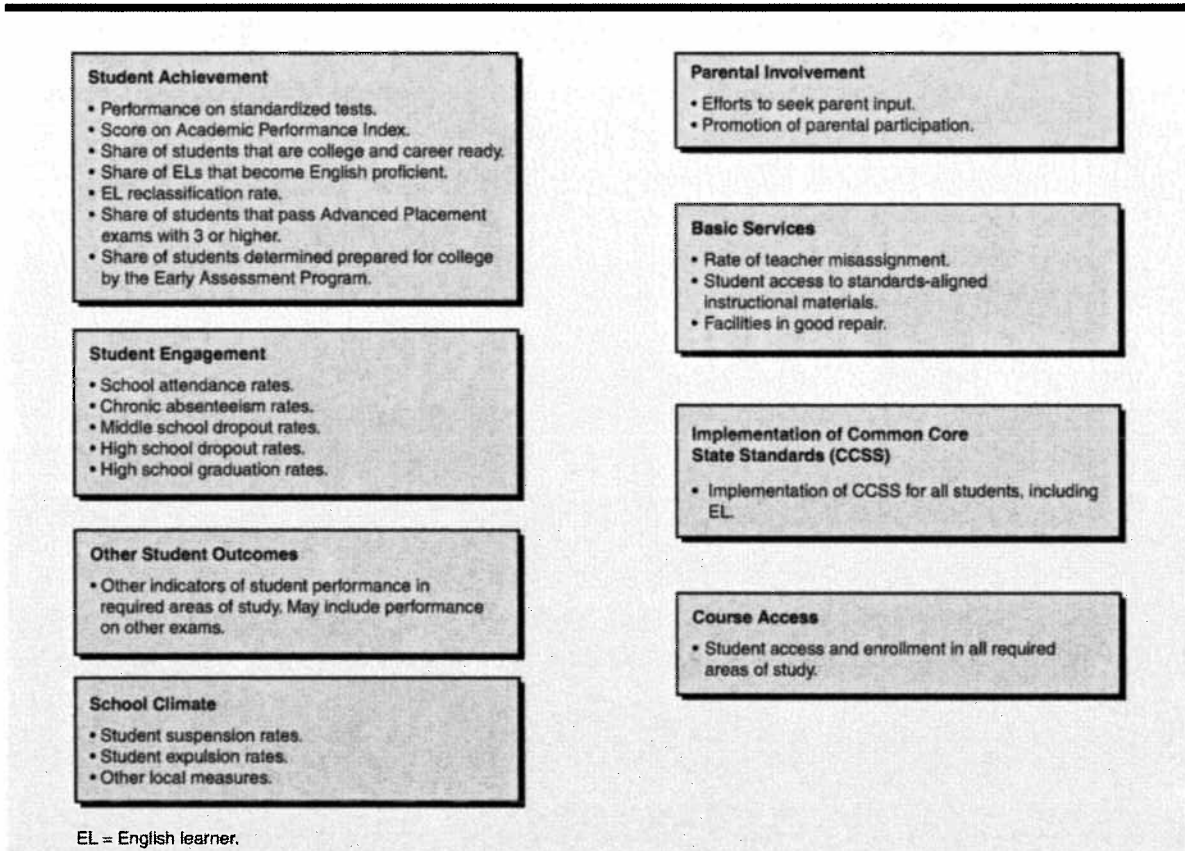 Student Achievement
• Performance on standardized tests.
• Score on Academic Performance Index.
• Share of students that are college and career ready.
• Share of ELs that become English proficient.
• EL reclassification rate.
• Share of students that pass Advanced Placement
exams with 3 or higher.
• Share of students determined prepared for college
by the Early Assessment Program.
Student Engagement
• School attendance rates.
• Chronic absenteeism rates.
• Middle school dropout rates.
• High school dropout rates.
• High school graduation rates.
Other Student Outcomes
• Other indicators of student performance in
required areas of study. May include performance
on other exams.
School Climate
• Student suspension rates.
• Student expulsion rates.
• Other local measures.
Parental Involvement
• Efforts to seek parent input.
• Promotion of parental participation.
Basic Services
• Rate of teacher misassignment.
• Student access to standards-aligned
instructional materials.
• Facilities in good repair.
Implementation of Common Core
State Standards (CCSS)
• Implementation of CCSS for all students, including
EL.
Course Access
• Student access and enrollment in all required
areas of study.
EL = English learner.